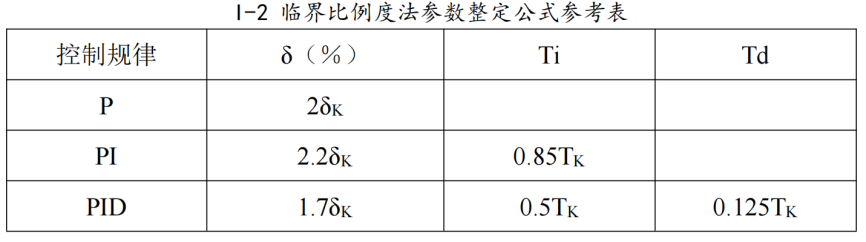 I-2 临界比例度法参数整定公式参考表
控制规律 δ（%） Ti Td
P 2δK
PI 2.2δK 0.85TK
PID 1.7δK 0.5TK 0.125TK